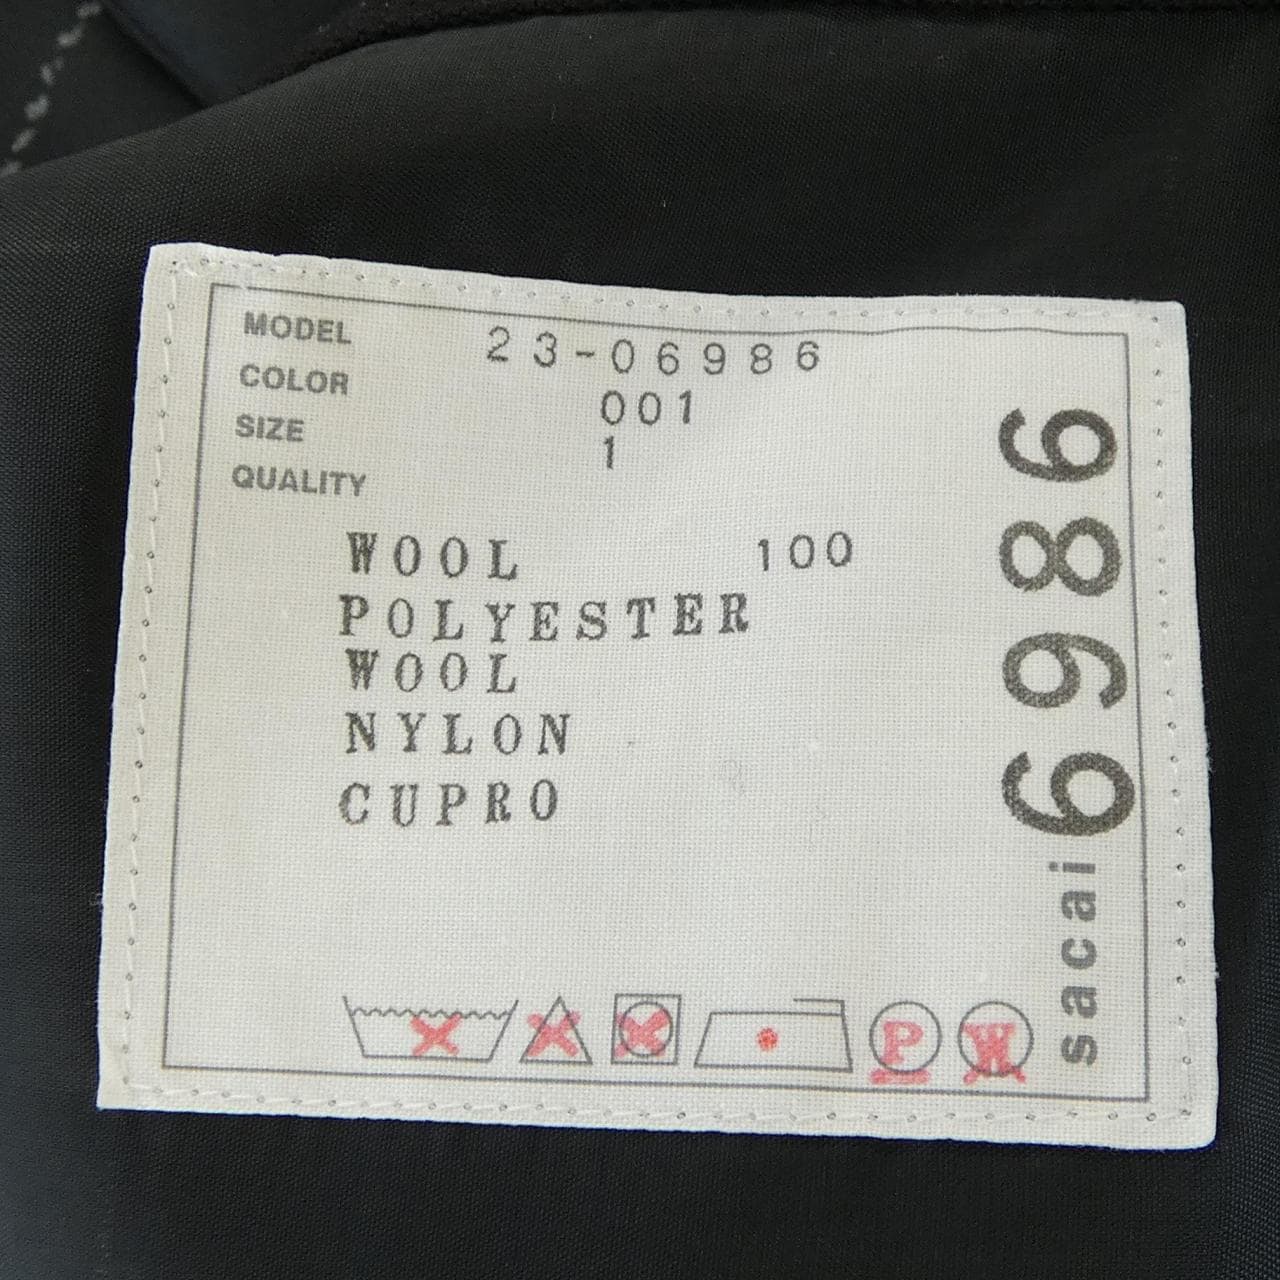 MODEL 23-06986
COLOR 001
SIZE 1
QUALITY
WOOL 100
POLYESTER
WOOL
NYLON
CUPRO
P W
sacai 6986